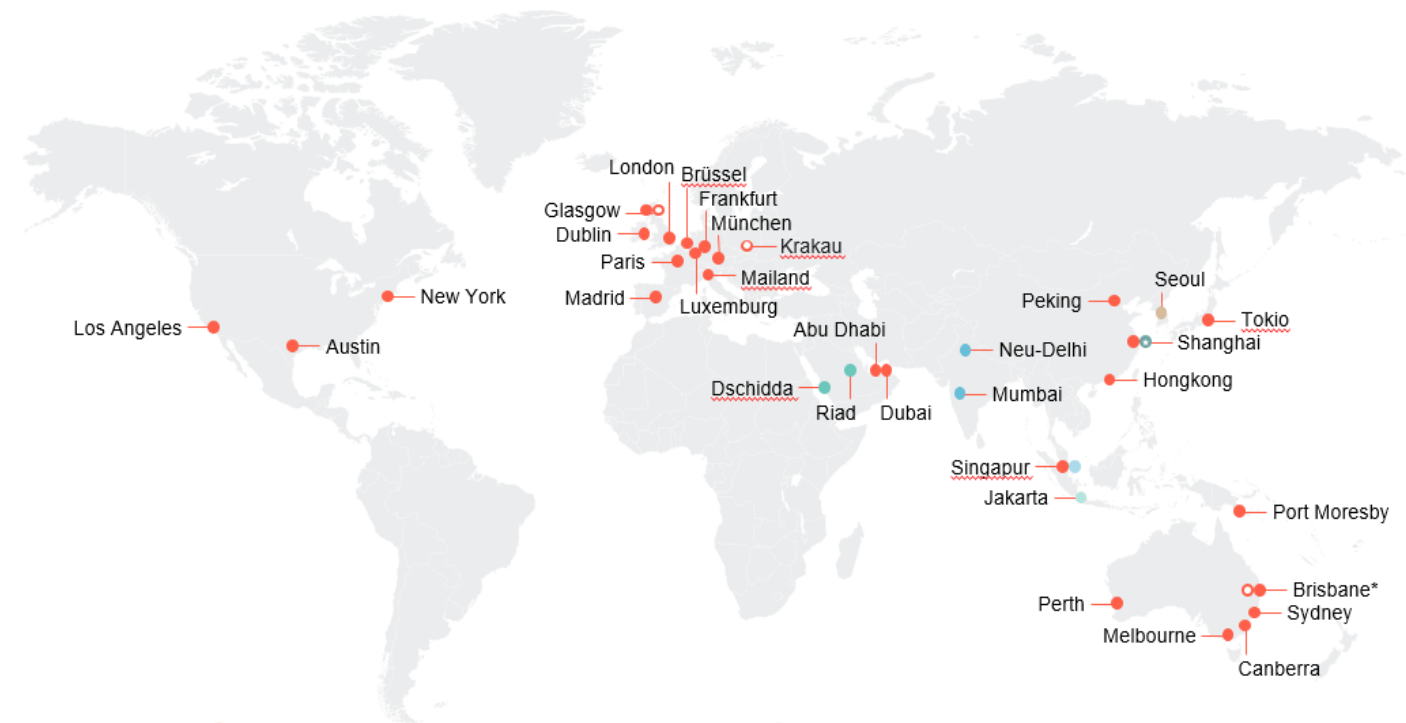 London
Brüssel
Frankfurt
Glasgow
München
Dublin
Krakau
Paris
Mailand
Seoul
New York
Madrid
Luxemburg
Peking
Los Angeles
Abu Dhabi
Tokio
Austin
Neu-Delhi
Shanghai
Dschidda
Hongkong
Mumbai
Riad
Dubai
Singapur
Jakarta
Port Moresby
Brisbane*
Perth
Sydney
Melbourne
Canberra